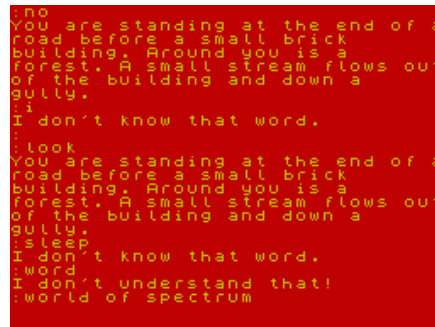 :no
You are standing at the end of a
road before a small brick
building. Around you is a
forest. A small stream flows out
of the building and down a
gully.
:i
I don't know that word.
:
:look
You are standing at the end of a
road before a small brick
building. Around you is a
forest. A small stream flows out
of the building and down a
gully.
:sleep
I don't know that word.
:word
I don't understand that!
:world of spectrum